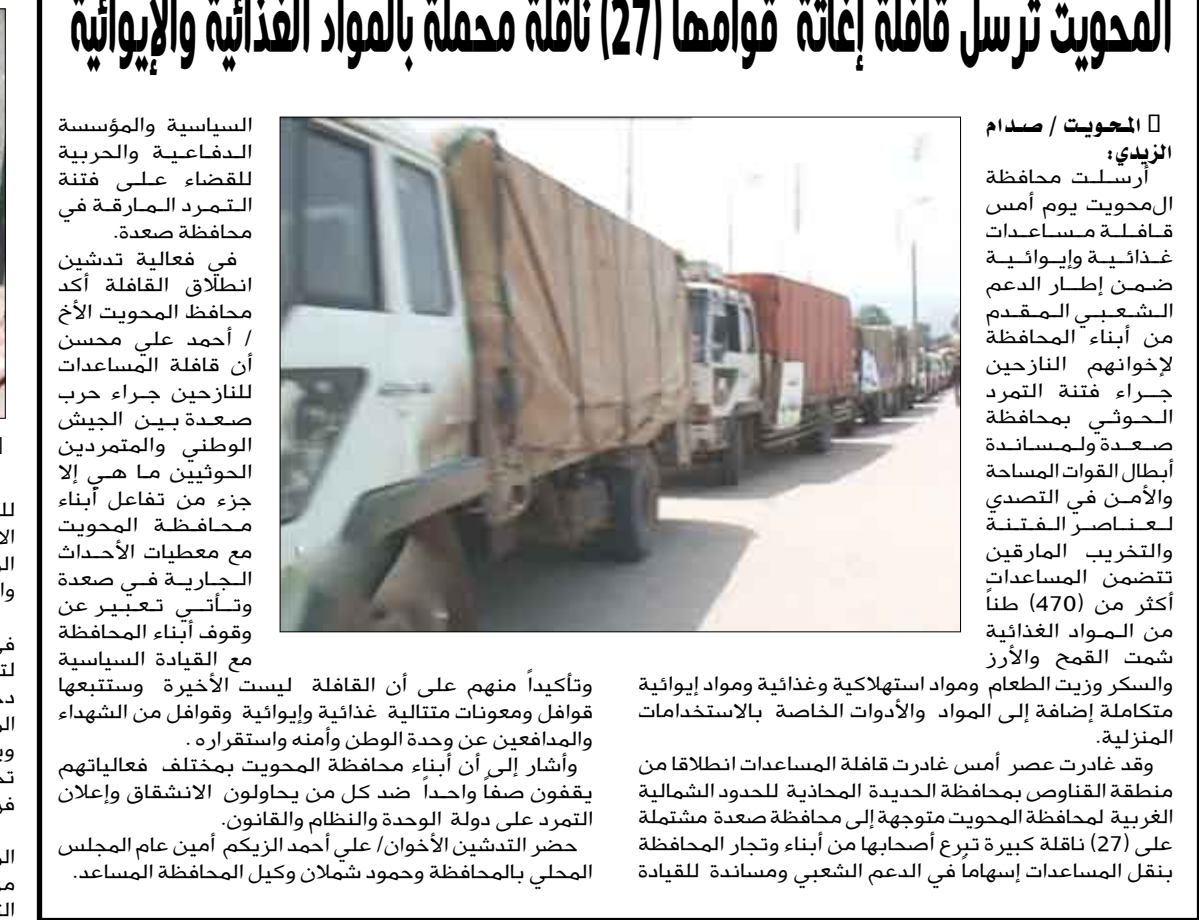 المحويت ترسل قافلة إغاثة قوامها (27) ناقلة محملة بالمواد الغذائية والإيوائية
المحويت / صدام
الزيدي:
أرسلت محافظة
المحويت يوم أمس
قافلة مساعدات
غذائية وإيوائية
ضمن إطار الدعم
الشعبي المقدم
من أبناء المحافظة
لإخوانهم النازحين
جراء فتنة التمرد
الحوثي بمحافظة
صعدة ولمساندة
أبطال القوات المساحة
والأمن في التصدي
لعناصر الفتنة
والتخريب المارقين
تتضمن المساعدات
أكثر من (470) طناً
من المواد الغذائية
شمت القمح والأرز
والسكر وزيت الطعام ومواد استهلاكية وغذائية ومواد إيوائية
متكاملة إضافة إلى المواد والأدوات الخاصة بالاستخدامات
المنزلية.
وقد غادرت عصر أمس غادرت قافلة المساعدات انطلاقا من
منطقة القناوص بمحافظة الحديدة المحاذية للحدود الشمالية
الغربية لمحافظة المحويت متوجهة إلى محافظة صعدة مشتملة
على (27) ناقلة كبيرة تبرع أصحابها من أبناء وتجار المحافظة
بنقل المساعدات إسهاماً في الدعم الشعبي ومساندة للقيادة
السياسية والمؤسسة
الدفاعية والحربية
للقضاء على فتنة
التمرد المارقة في
محافظة صعدة.
في فعالية تدشين
انطلاق القافلة أكد
محافظ المحويت الأخ
/ أحمد علي محسن
أن قافلة المساعدات
للنازحين جراء حرب
صعدة بين الجيش
الوطني والمتمردين
الحوثيين ما هي إلا
جزء من تفاعل أبناء
محافظة المحويت
مع معطيات الأحداث
الجارية في صعدة
وتأتي تعبير عن
وقوف أبناء المحافظة
مع القيادة السياسية
وتأكيداً منهم على أن القافلة ليست الأخيرة وستتبعها
قوافل ومعونات متتالية غذائية وإيوائية وقوافل من الشهداء
والمدافعين عن وحدة الوطن وأمنه واستقراره .
وأشار إلى أن أبناء محافظة المحويت بمختلف فعالياتهم
يقفون صفاً واحداً ضد كل من يحاولون الانشقاق وإعلان
التمرد على دولة الوحدة والنظام والقانون.
حضر التدشين الأخوان/ علي أحمد الزيكم أمين عام المجلس
المحلي بالمحافظة وحمود شملان وكيل المحافظة المساعد.